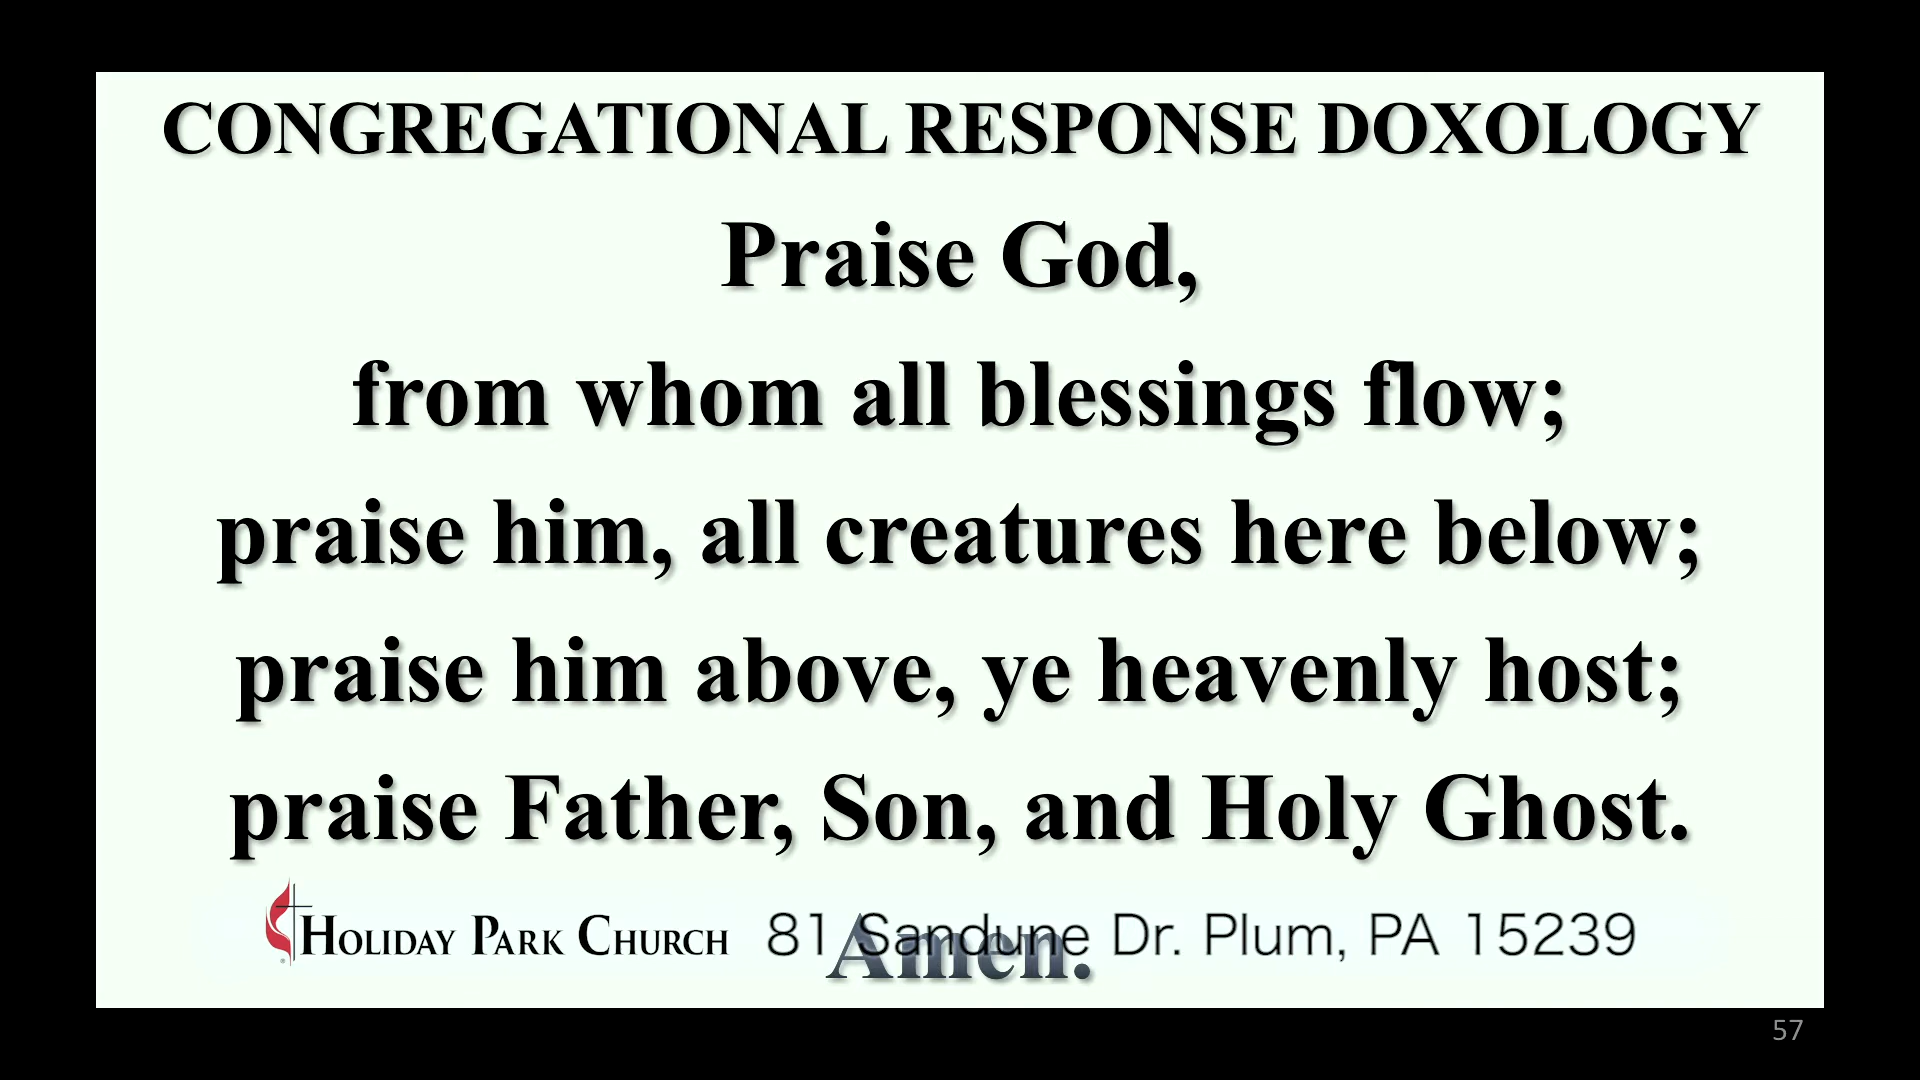 CONGREGATIONAL RESPONSE DOXOLOGY
Praise God,
from whom all blessings flow;
praise him, all creatures here below;
praise him above, ye heavenly host;
praise Father, Son, and Holy Ghost.
Amen.
HOLIDAY PARK CHURCH 81 Sandune Dr. Plum, PA 15239
57